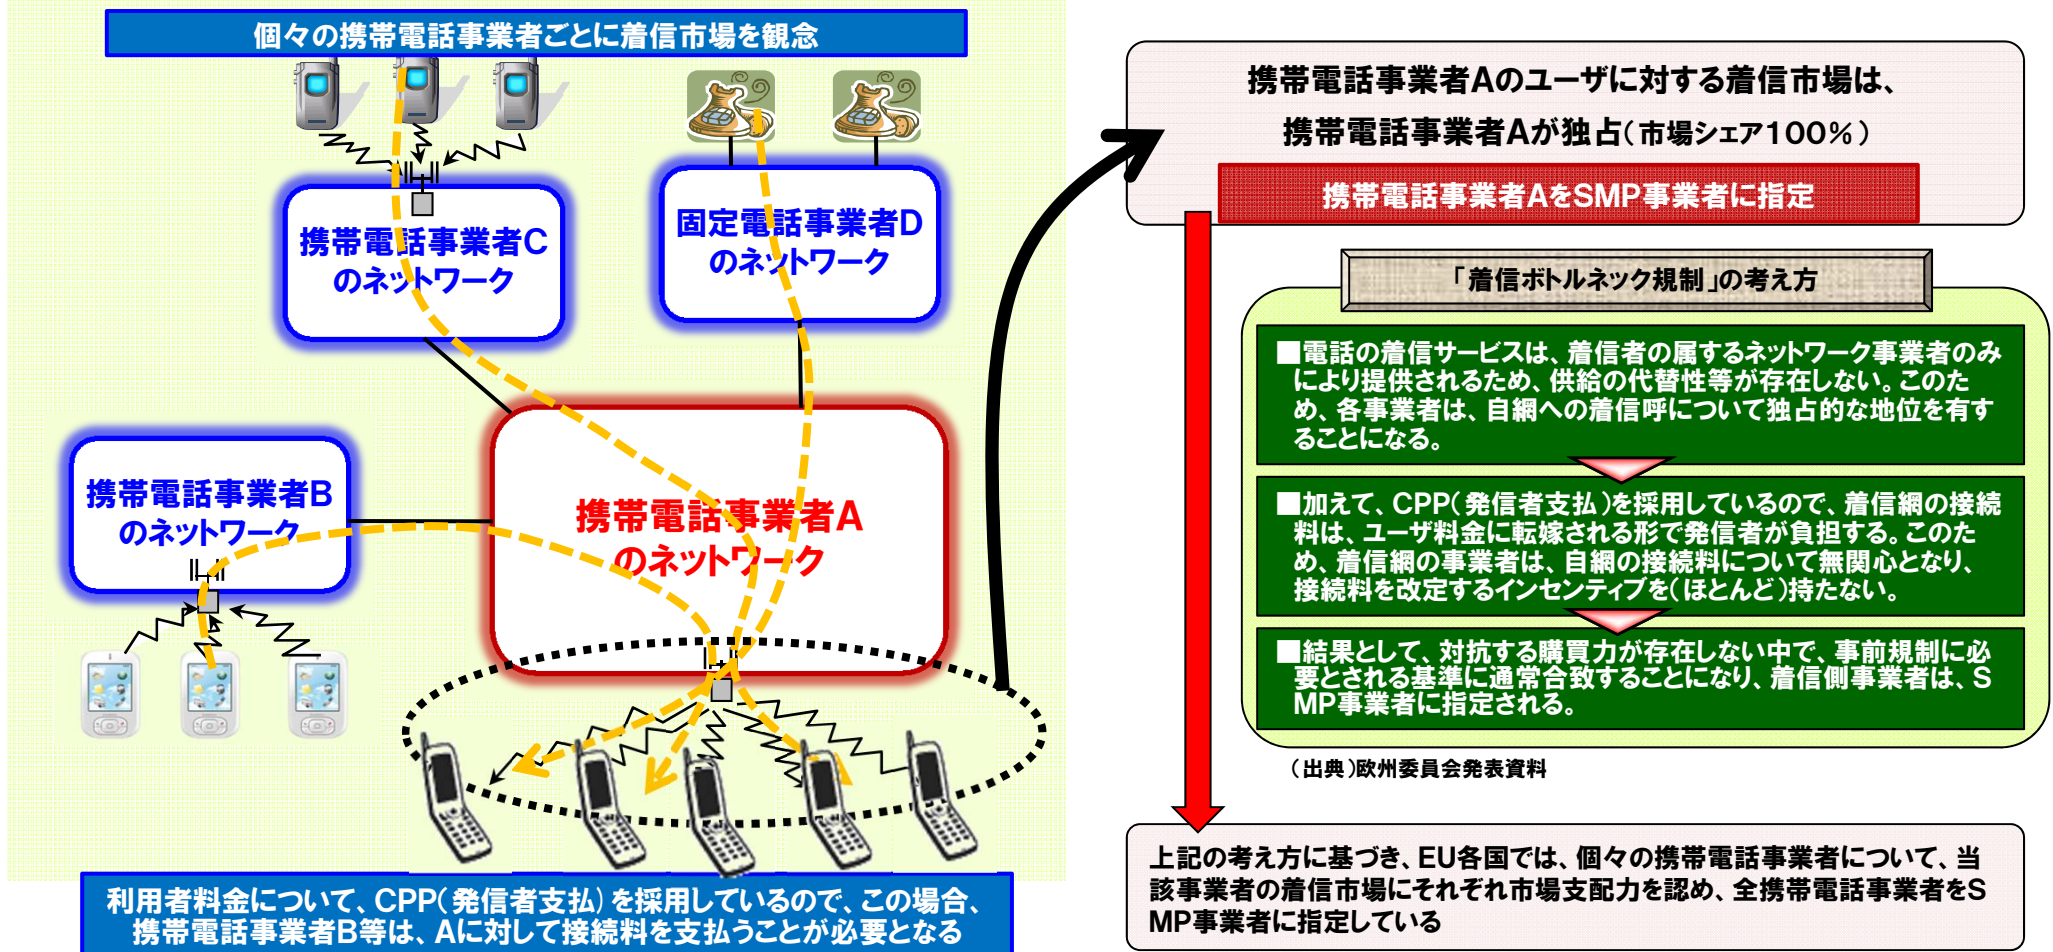 個々の携帯電話事業者ごとに着信市場を観念
携帯電話事業者C
のネットワーク
固定電話事業者D
のネットワーク
携帯電話事業者B
のネットワーク
携帯電話事業者A
のネットワーク
利用者料金について、CPP(発信者支払)を採用しているので、この場合、
携帯電話事業者B等は、Aに対して接続料を支払うことが必要となる
携帯電話事業者Aのユーザに対する着信市場は、
携帯電話事業者Aが独占(市場シェア100%)
携帯電話事業者AをSMP事業者に指定
「着信ボトルネック規制」の考え方
■電話の着信サービスは、着信者の属するネットワーク事業者のみ
により提供されるため、供給の代替性等が存在しない。このた
め、各事業者は、自網への着信呼について独占的な地位を有す
ることになる。
■加えて、CPP(発信者支払)を採用しているので、着信網の接続
料は、ユーザ料金に転嫁される形で発信者が負担する。このた
め、着信網の事業者は、自網の接続料について無関心となり、
接続料を改定するインセンティブを(ほとんど)持たない。
■結果として、対抗する購買力が存在しない中で、事前規制に必
要とされる基準に通常合致することになり、着信側事業者は、S
MP事業者に指定される。
(出典)欧州委員会発表資料
上記の考え方に基づき、EU各国では、個々の携帯電話事業者について、当
該事業者の着信市場にそれぞれ市場支配力を認め、全携帯電話事業者をS
MP事業者に指定している